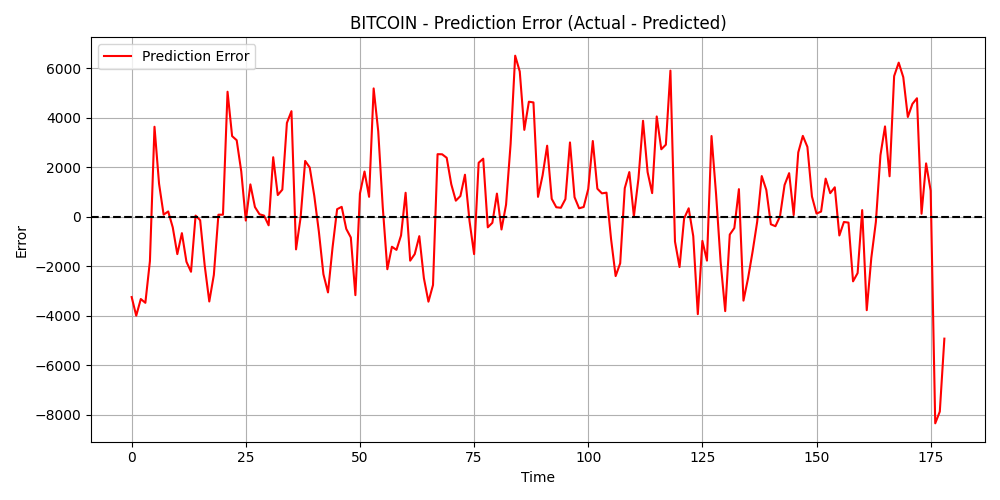 BITCOIN - Prediction Error (Actual - Predicted)
Prediction Error
6000
4000
2000
0
−2000
−4000
−6000
−8000
Error
0 25 50 75 100 125 150 175
Time